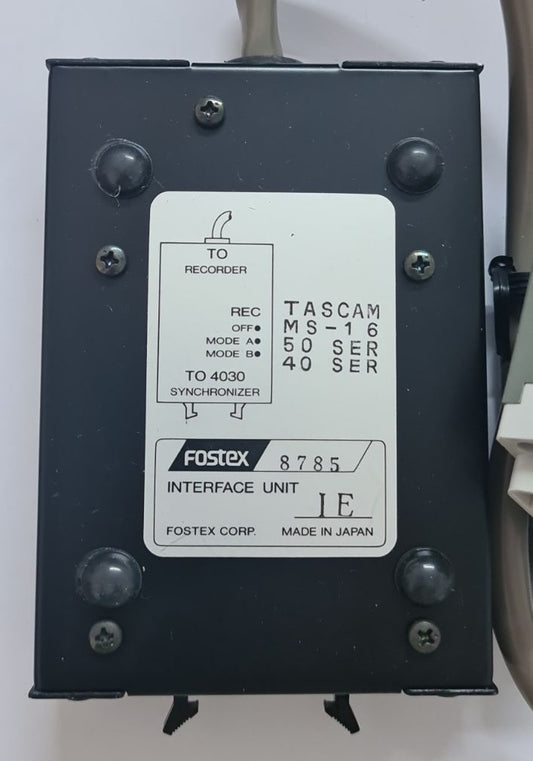 TO
RECORDER
REC
OFF
MODE A
MODE B
TO 4030
SYNCHRONIZER
TASCAM
MS-16
50 SER
40 SER
Fostex 8785
INTERFACE UNIT
IE
FOSTEX CORP. MADE IN JAPAN